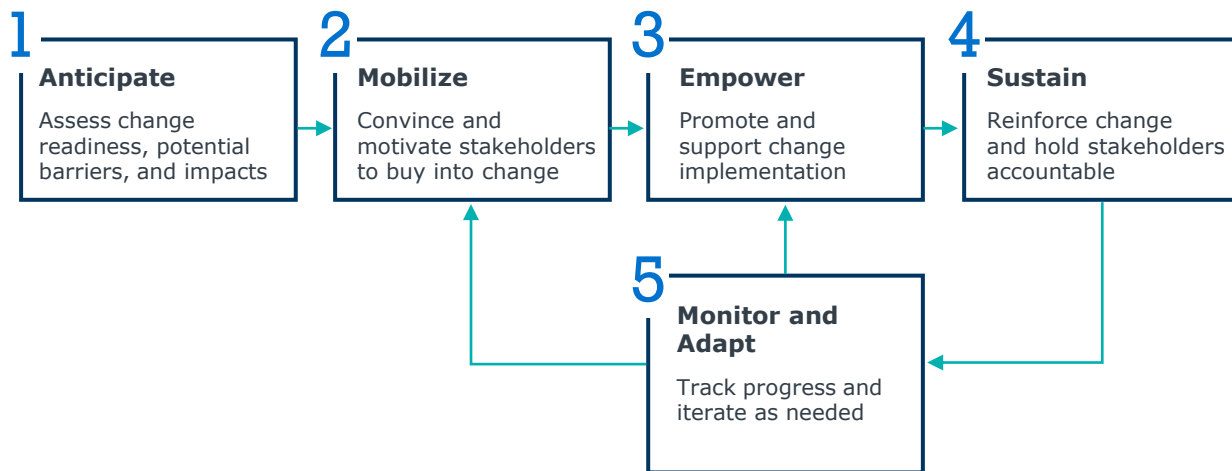 1
Anticipate
Assess change
readiness, potential
barriers, and impacts
2
Mobilize
Convince and
motivate stakeholders
to buy into change
3
Empower
Promote and
support change
implementation
4
Sustain
Reinforce change
and hold stakeholders
accountable
5
Monitor and
Adapt
Track progress and
iterate as needed